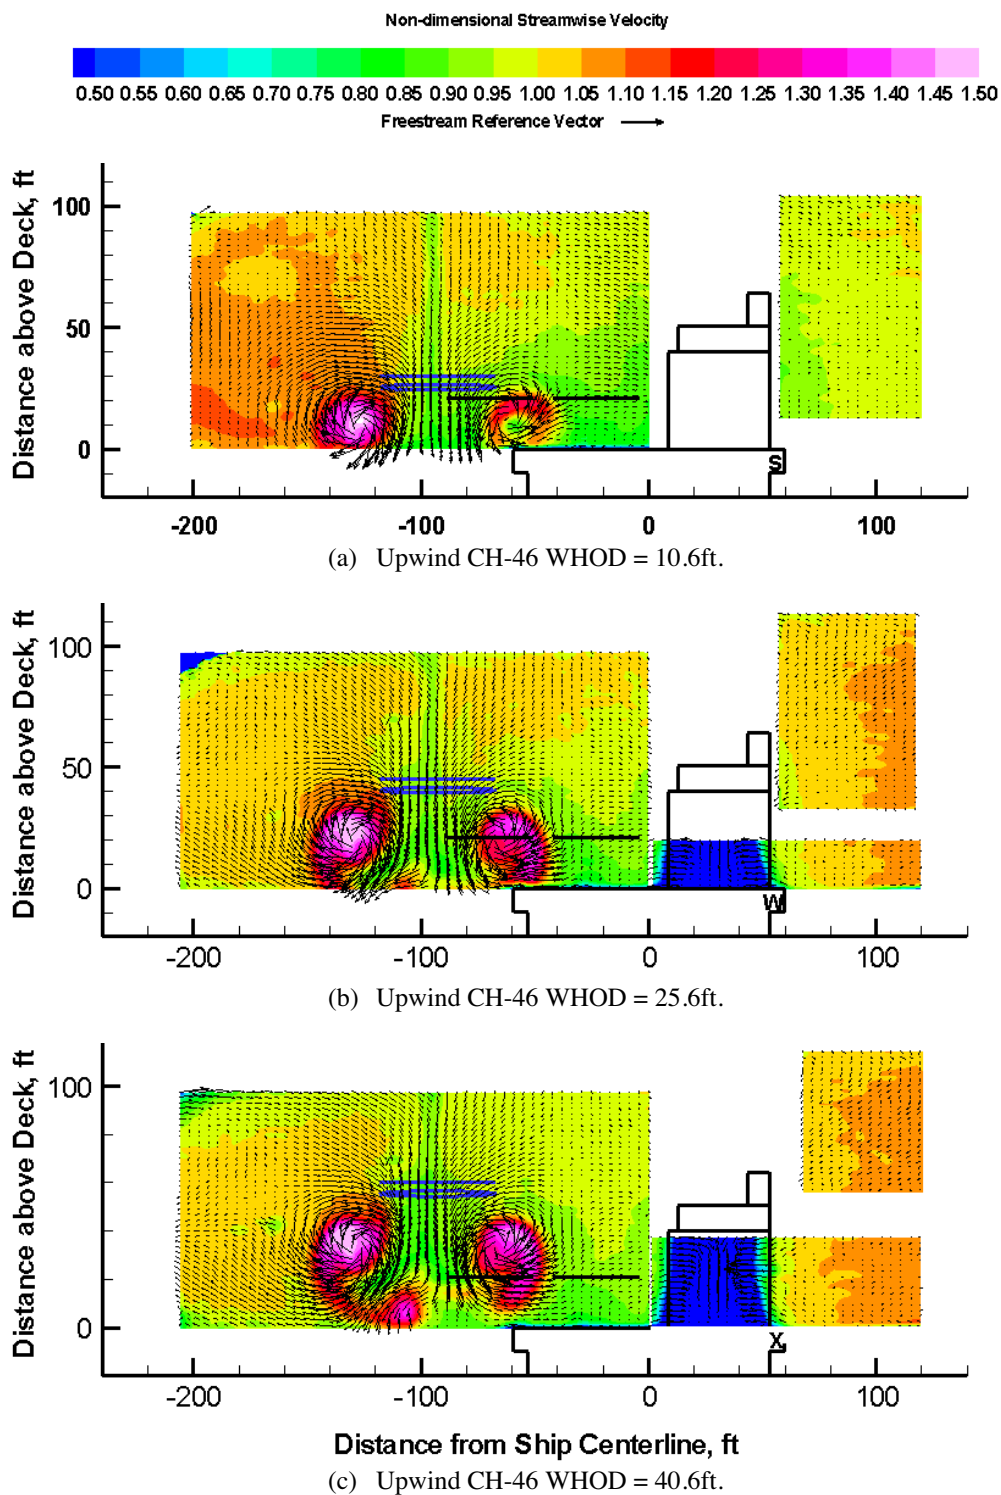 Non-dimensional Streamwise Velocity
0.50 0.55 0.60 0.65 0.70 0.75 0.80 0.85 0.90 0.95 1.00 1.05 1.10 1.15 1.20 1.25 1.30 1.35 1.40 1.45 1.50
Freestream Reference Vector
Distance above Deck, ft
100
50
0
S
-200 -100 0 100
(a) Upwind CH-46 WHOD = 10.6ft.
Distance above Deck, ft
100
50
0
W
-200 -100 0 100
(b) Upwind CH-46 WHOD = 25.6ft.
Distance above Deck, ft
100
50
0
X
-200 -100 0 100
Distance from Ship Centerline, ft
(c) Upwind CH-46 WHOD = 40.6ft.